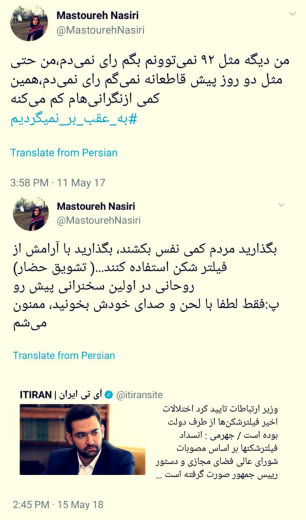 Mastoureh Nasiri
@MastourehNasiri
من دیگه مثل ۹۲ نمی‌توونم بگم رای نمی‌دم،من حتی
مثل دو روز پیش قاطعانه نمی‌گم رای نمی‌دم،همین
کمی ازنگرانی‌هام کم می‌کنه
#به_عقب_بر_نمیگردیم
Translate from Persian
3:58 PM · 11 May 17
Mastoureh Nasiri
@MastourehNasiri
بگذارید مردم کمی نفس بکشند، بگذارید با آرامش از
فیلتر شکن استفاده کنند...( تشویق حضار)
روحانی در اولین سخنرانی پیش رو
پ:فقط لطفا با لحن و صدای خودش بخونید، ممنون
می‌شم
Translate from Persian
ITIRAN | آی تی ایران @itiransite
وزیر ارتباطات تایید کرد اختلالات
اخیر فیلترشکن‌ها از طرف دولت
بوده است / جهرمی : انسداد
فیلترشکنها بر اساس مصوبات
شورای عالی فضای مجازی و دستور
رییس جمهور صورت گرفته است ...
2:45 PM · 15 May 18